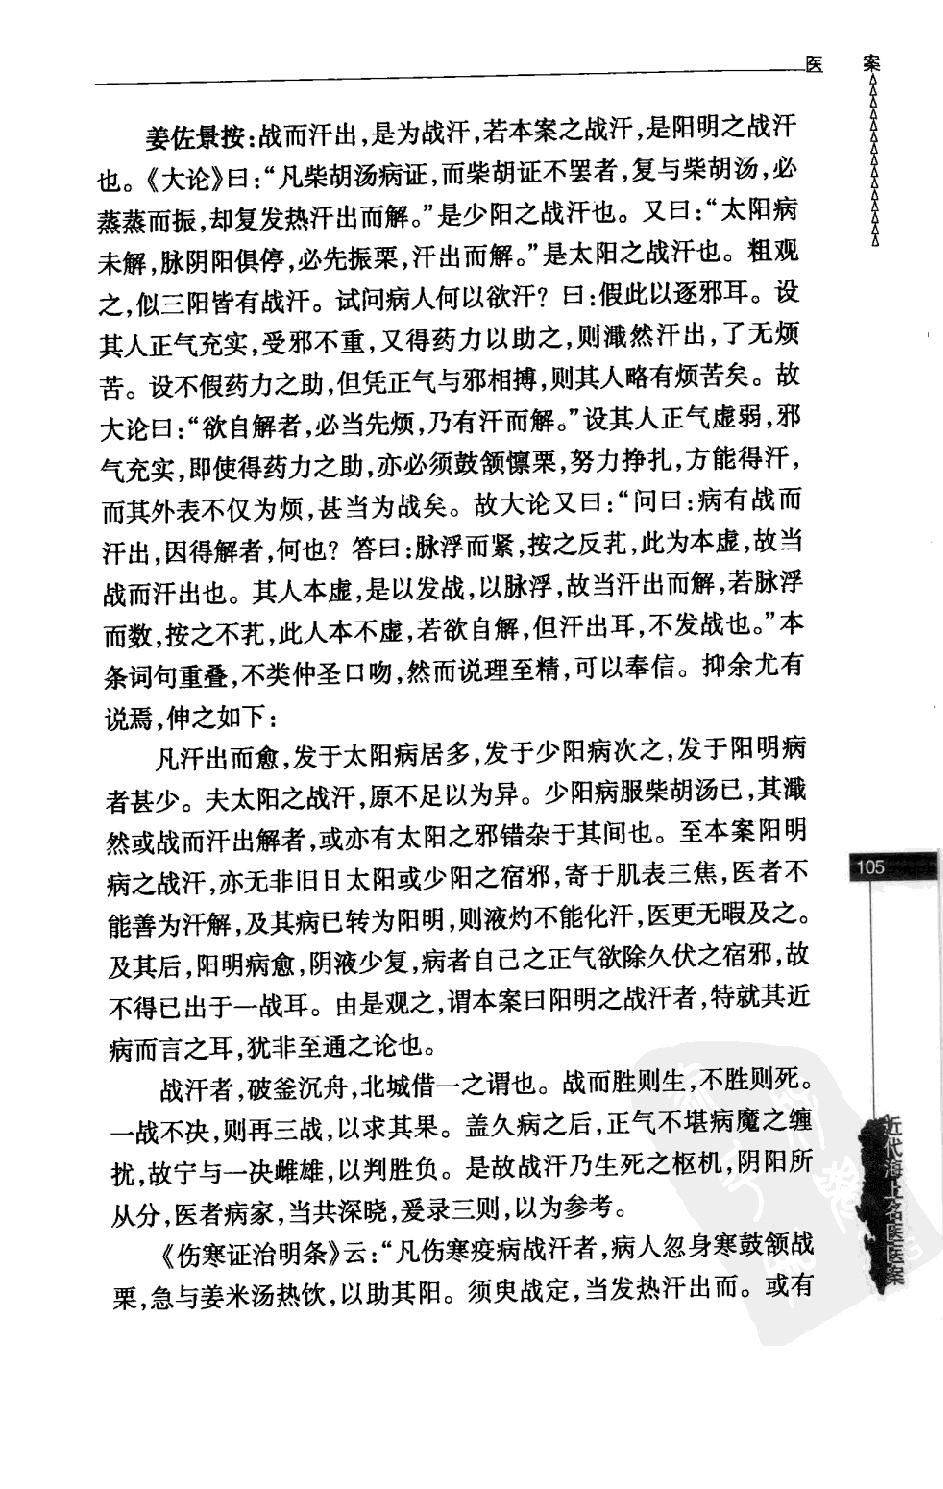 医 案
姜佐景按:战而汗出,是为战汗,若本案之战汗,是阳明之战汗
也。《大论》曰:“凡柴胡汤病证,而柴胡证不罢者,复与柴胡汤,必
蒸蒸而振,却复发热汗出而解。”是少阳之战汗也。又曰:“太阳病
未解,脉阴阳俱停,必先振栗,汗出而解。”是太阳之战汗也。粗观
之,似三阳皆有战汗。试问病人何以欲汗?曰:假此以逐邪耳。设
其人正气充实,受邪不重,又得药力以助之,则濈然汗出,了无烦
苦。设不假药力之助,但凭正气与邪相搏,则其人略有烦苦矣。故
大论曰:“欲自解者,必当先烦,乃有汗而解。”设其人正气虚弱,邪
气充实,即使得药力之助,亦必须鼓颔懔栗,努力挣扎,方能得汗,
而其外表不仅为烦,甚当为战矣。故大论又曰:“问曰:病有战而
汗出,因得解者,何也?答曰:脉浮而紧,按之反芤,此为本虚,故当
战而汗出也。其人本虚,是以发战,以脉浮,故当汗出而解,若脉浮
而数,按之不芤,此人本不虚,若欲自解,但汗出耳,不发战也。”本
条词句重叠,不类仲圣口吻,然而说理至精,可以奉信。抑余尤有
说焉,伸之如下:
凡汗出而愈,发于太阳病居多,发于少阳病次之,发于阳明病
者甚少。夫太阳之战汗,原不足以为异。少阳病服柴胡汤已,其濈
然或战而汗出解者,或亦有太阳之邪错杂于其间也。至本案阳明
病之战汗,亦无非旧日太阳或少阳之宿邪,寄于肌表三焦,医者不
能善为汗解,及其病已转为阳明,则液灼不能化汗,医更无暇及之。
及其后,阳明病愈,阴液少复,病者自己之正气欲除久伏之宿邪,故
不得已出于一战耳。由是观之,谓本案曰阳明之战汗者,特就其近
病而言之耳,犹非至通之论也。
战汗者,破釜沉舟,北城借一之谓也。战而胜则生,不胜则死。
一战不决,则再三战,以求其果。盖久病之后,正气不堪病魔之缠
扰,故宁与一决雌雄,以判胜负。是故战汗乃生死之枢机,阴阳所
从分,医者病家,当共深晓,爰录三则,以为参考。
《伤寒证治明条》云:“凡伤寒疫病战汗者,病人忽身寒鼓颔战
栗,急与姜米汤热饮,以助其阳。须臾战定,当发热汗出而。或有
105
近代海上名医医案